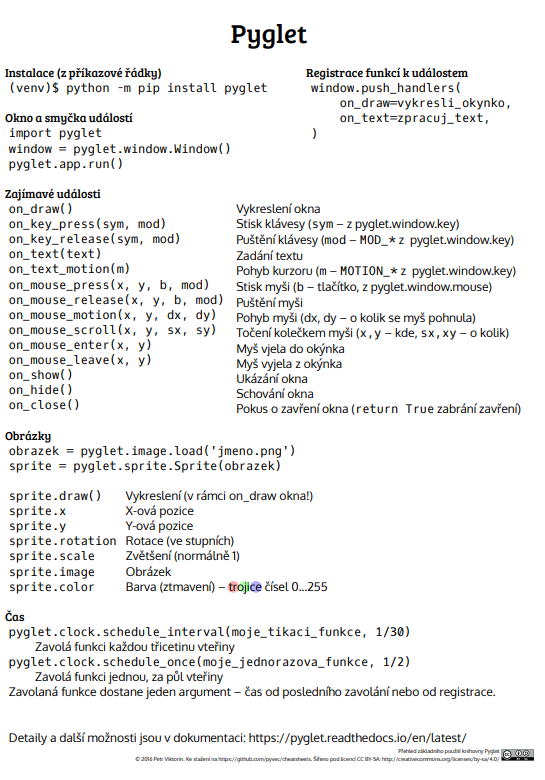 Pyglet
Instalace (z příkazové řádky)
(venv)$ python -m pip install pyglet
Okno a smyčka událostí
import pyglet
window = pyglet.window.Window()
pyglet.app.run()
Registrace funkcí k událostem
window.push_handlers(
on_draw=vykresli_okynko,
on_text=zpracuj_text,
)
Zajímavé události
on_draw() Vykreslení okna
on_key_press(sym, mod) Stisk klávesy (sym – z pyglet.window.key)
on_key_release(sym, mod) Puštění klávesy (mod – MOD_* z pyglet.window.key)
on_text(text) Zadání textu
on_text_motion(m) Pohyb kurzoru (m – MOTION_* z pyglet.window.key)
on_mouse_press(x, y, b, mod) Stisk myši (b – tlačítko, z pyglet.window.mouse)
on_mouse_release(x, y, b, mod) Puštění myši
on_mouse_motion(x, y, dx, dy) Pohyb myši (dx, dy – o kolik se myš pohnula)
on_mouse_scroll(x, y, sx, sy) Točení kolečkem myši (x,y – kde, sx,xy – o kolik)
on_mouse_enter(x, y) Myš vjela do okýnka
on_mouse_leave(x, y) Myš vyjela z okýnka
on_show() Ukázání okna
on_hide() Schování okna
on_close() Pokus o zavření okna (return True zabrání zavření)
Obrázky
obrazek = pyglet.image.load('jmeno.png')
sprite = pyglet.sprite.Sprite(obrazek)
sprite.draw() Vykreslení (v rámci on_draw okna!)
sprite.x X-ová pozice
sprite.y Y-ová pozice
sprite.rotation Rotace (ve stupních)
sprite.scale Zvětšení (normálně 1)
sprite.image Obrázek
sprite.color Barva (ztmavení) – trojice čísel 0...255
Čas
pyglet.clock.schedule_interval(moje_tikaci_funkce, 1/30)
Zavolá funkci každou třicetinu vteřiny
pyglet.clock.schedule_once(moje_jednorazova_funkce, 1/2)
Zavolá funkci jednou, za půl vteřiny
Zavolaná funkce dostane jeden argument – čas od posledního zavolání nebo od registrace.
Detaily a další možnosti jsou v dokumentaci: https://pyglet.readthedocs.io/en/latest/
Přehled základního použití knihovny Pyglet
© 2016 Petr Viktorin. Ke stažení na https://github.com/pyvec/cheatsheets. Šířeno pod licencí CC BY-SA: http://creativecommons.org/licenses/by-sa/4.0/